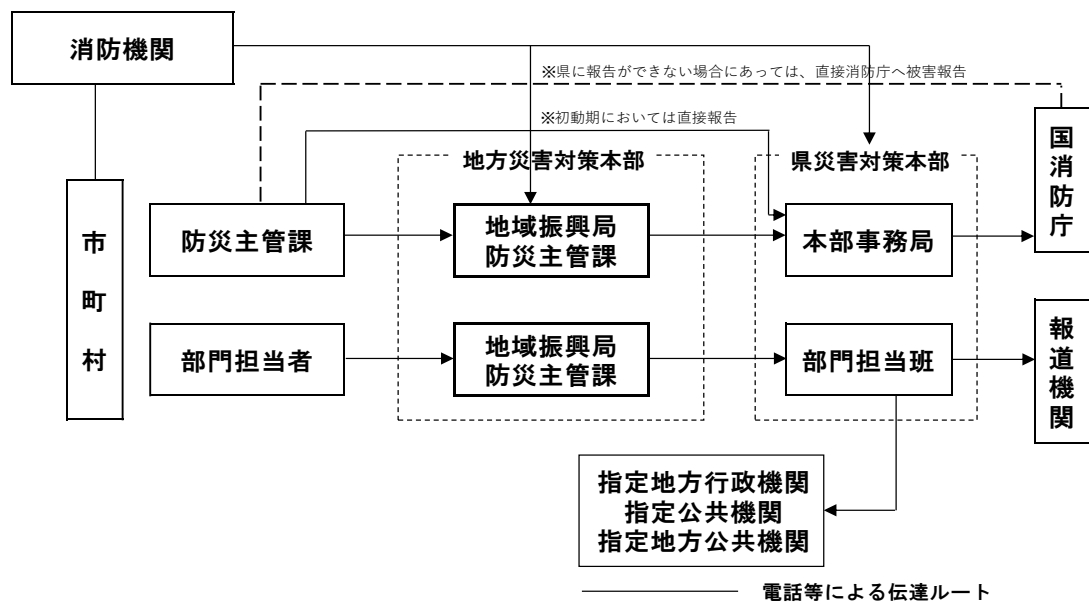 消防機関
※県に報告ができない場合にあっては、直接消防庁へ被害報告
※初動期においては直接報告
地方災害対策本部
県災害対策本部
国消防庁
市町村
防災主管課
地域振興局
防災主管課
本部事務局
部門担当者
地域振興局
防災主管課
部門担当班
報道機関
指定地方行政機関
指定公共機関
指定地方公共機関
電話等による伝達ルート